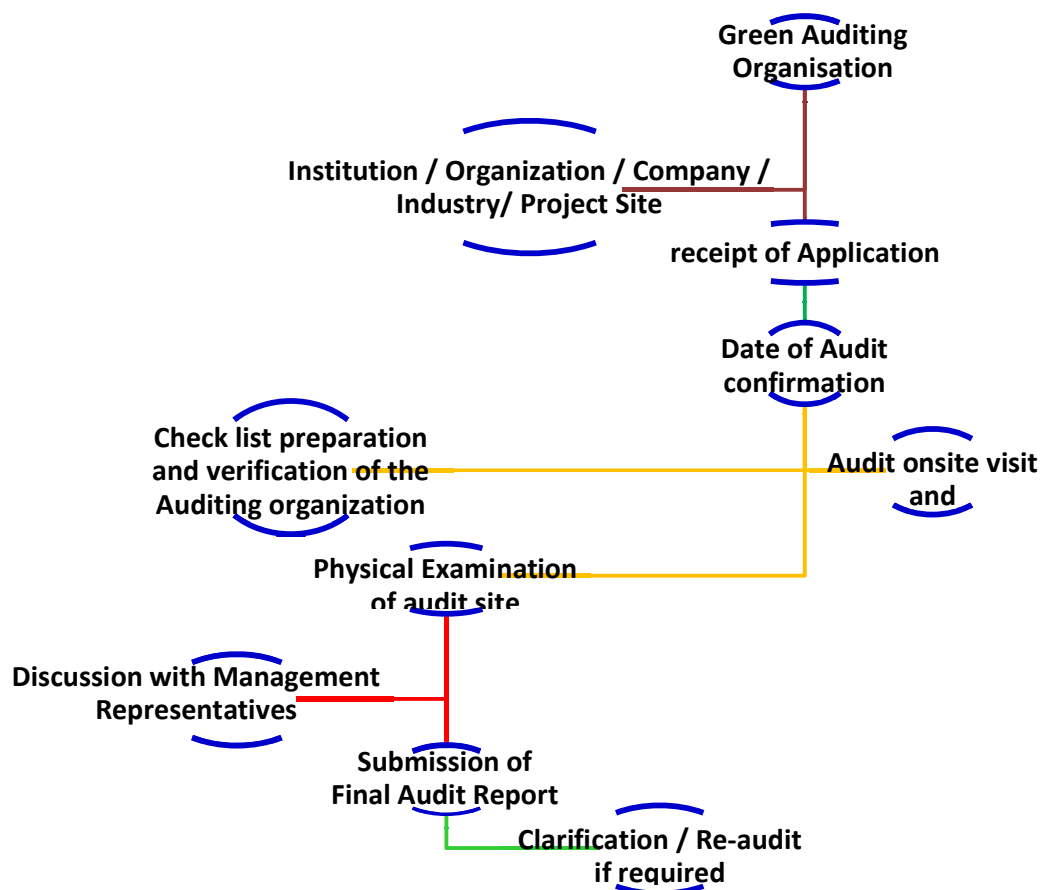 Green Auditing
Organisation
Institution / Organization / Company /
Industry/ Project Site
receipt of Application
Date of Audit
confirmation
Check list preparation
and verification of the
Auditing organization
Audit onsite visit
and
Physical Examination
of audit site
Discussion with Management
Representatives
Submission of
Final Audit Report
Clarification / Re-audit
if required